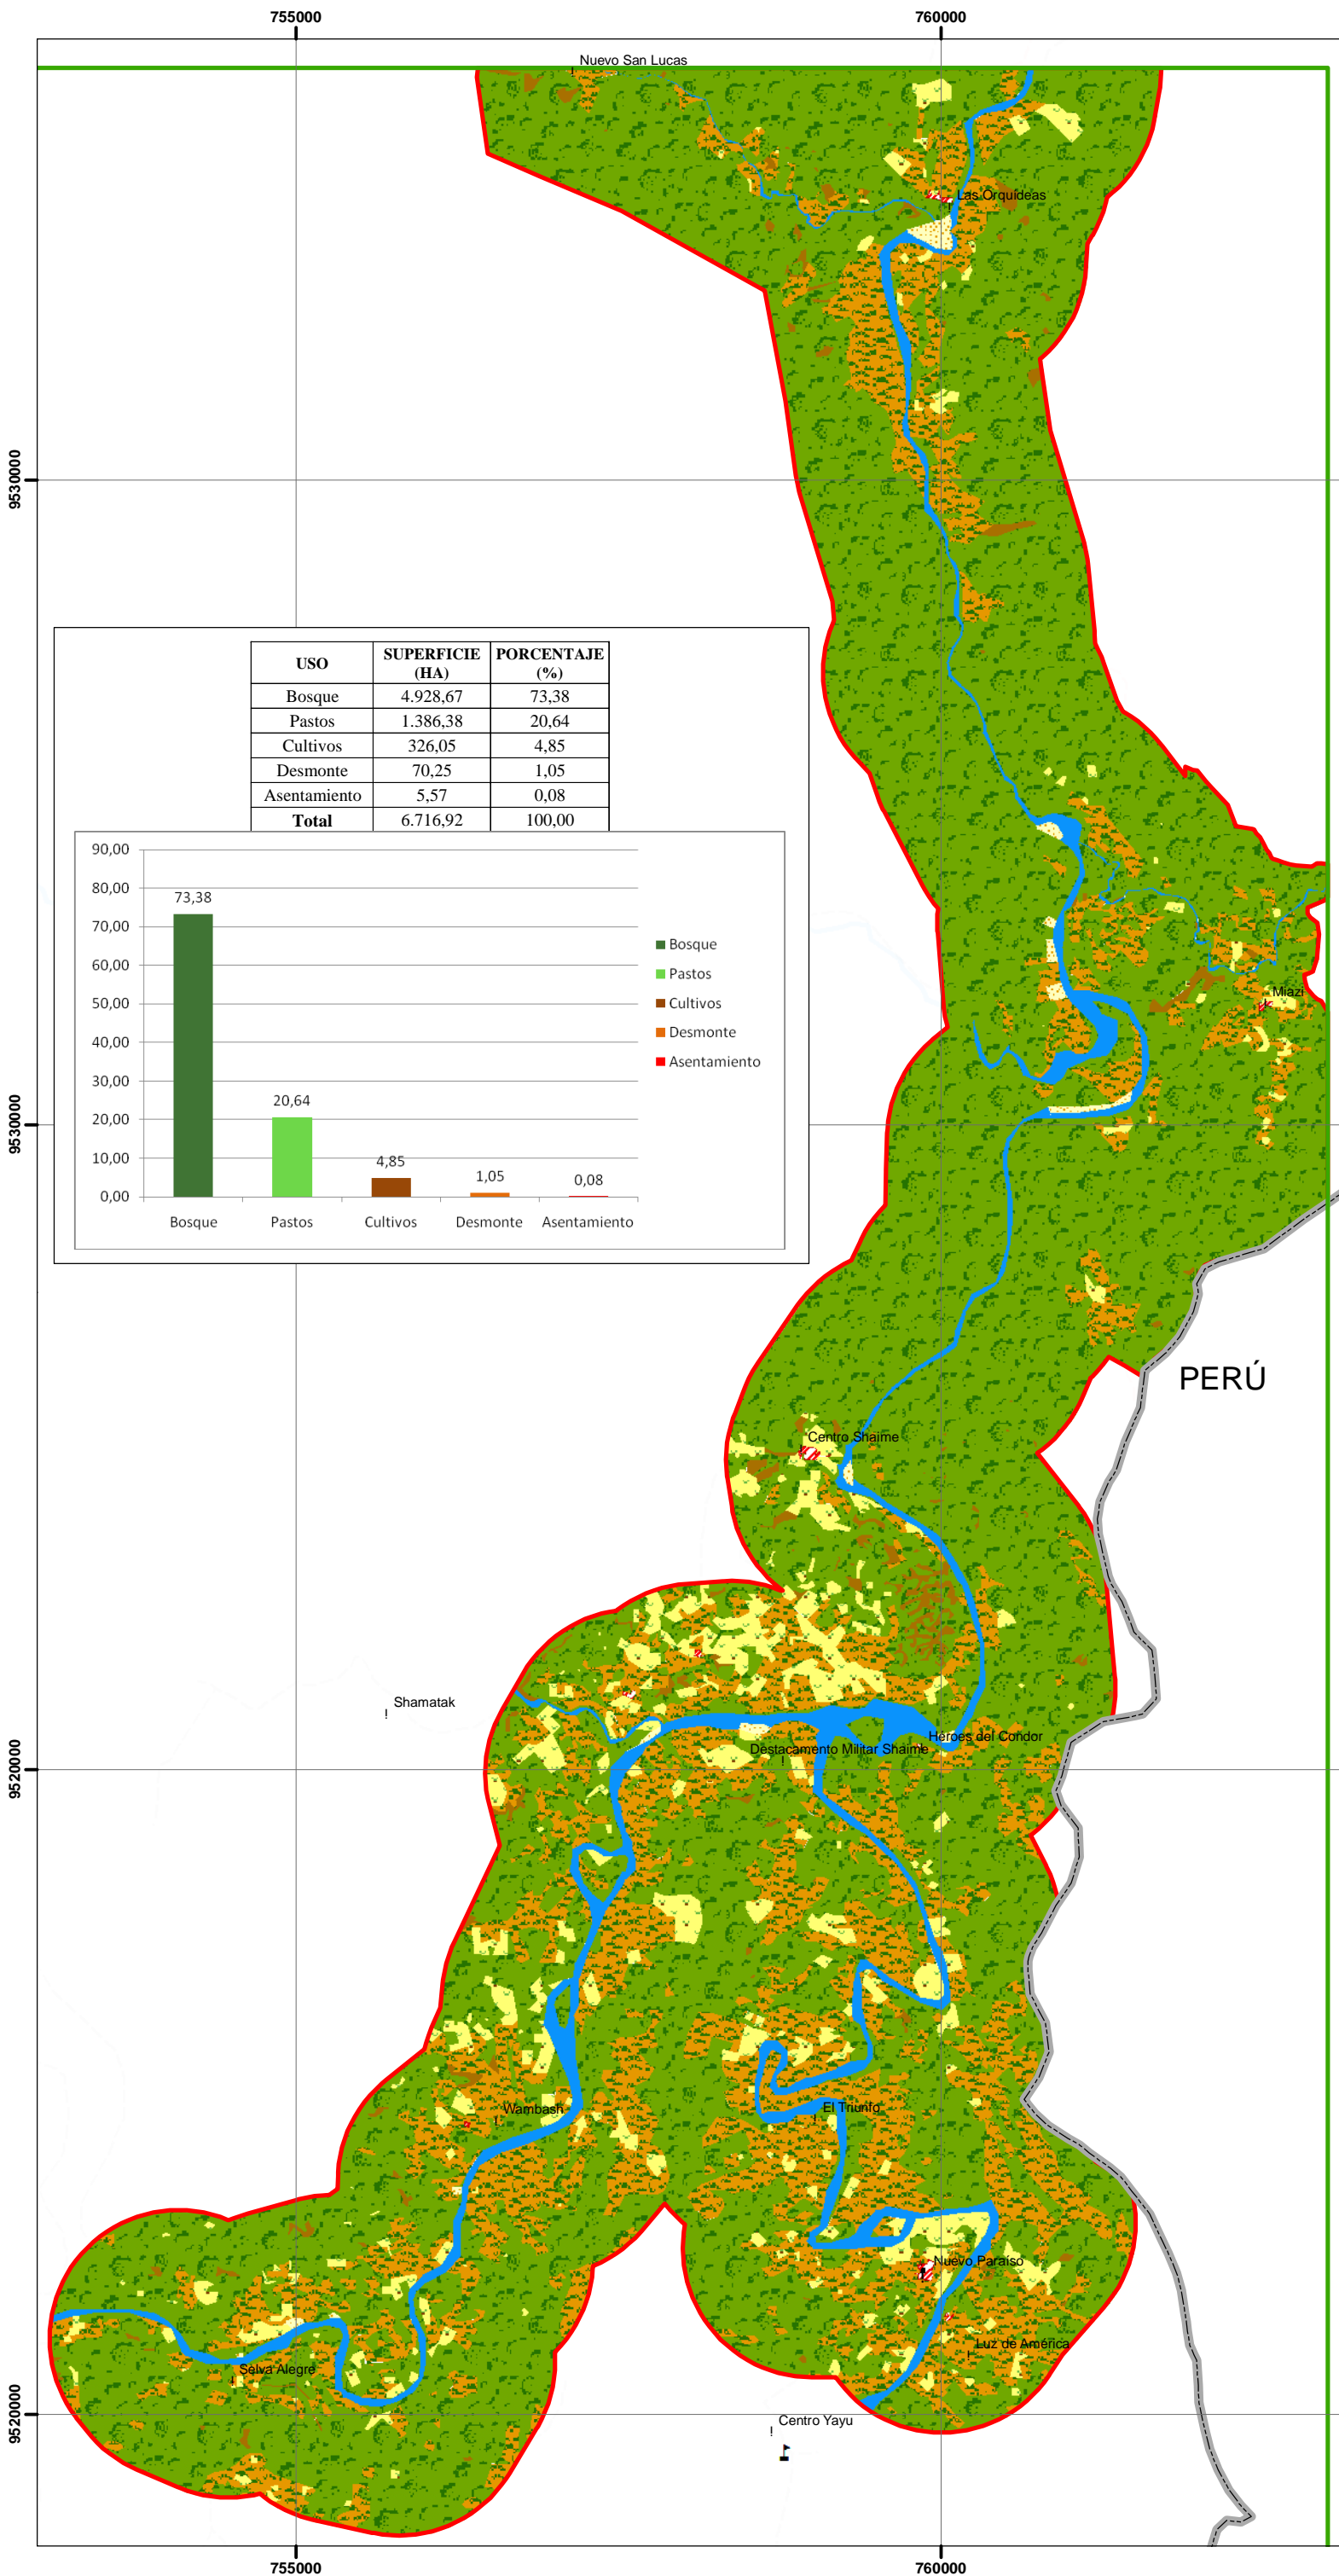 755000 760000
Nuevo San Lucas
Las Orquídeas
9530000
USO SUPERFICIE (HA) PORCENTAJE (%)
Bosque 4.928,67 73,38
Pastos 1.386,38 20,64
Cultivos 326,05 4,85
Desmonte 70,25 1,05
Asentamiento 5,57 0,08
Total 6.716,92 100,00
90,00
80,00
73,38
70,00
60,00
50,00
40,00
30,00
20,64
20,00
10,00
4,85
1,05
0,08
0,00
Bosque Pastos Cultivos Desmonte Asentamiento
Bosque
Pastos
Cultivos
Desmonte
Asentamiento
Miazi
9530000
PERÚ
Centro Shaime
Shamatak
Héroes del Condor
Destacamento Militar Shaime
9520000
Wambash
El Triunfo
Nuevo Paraíso
Luz de América
Selva Alegre
9520000
Centro Yayu
755000 760000